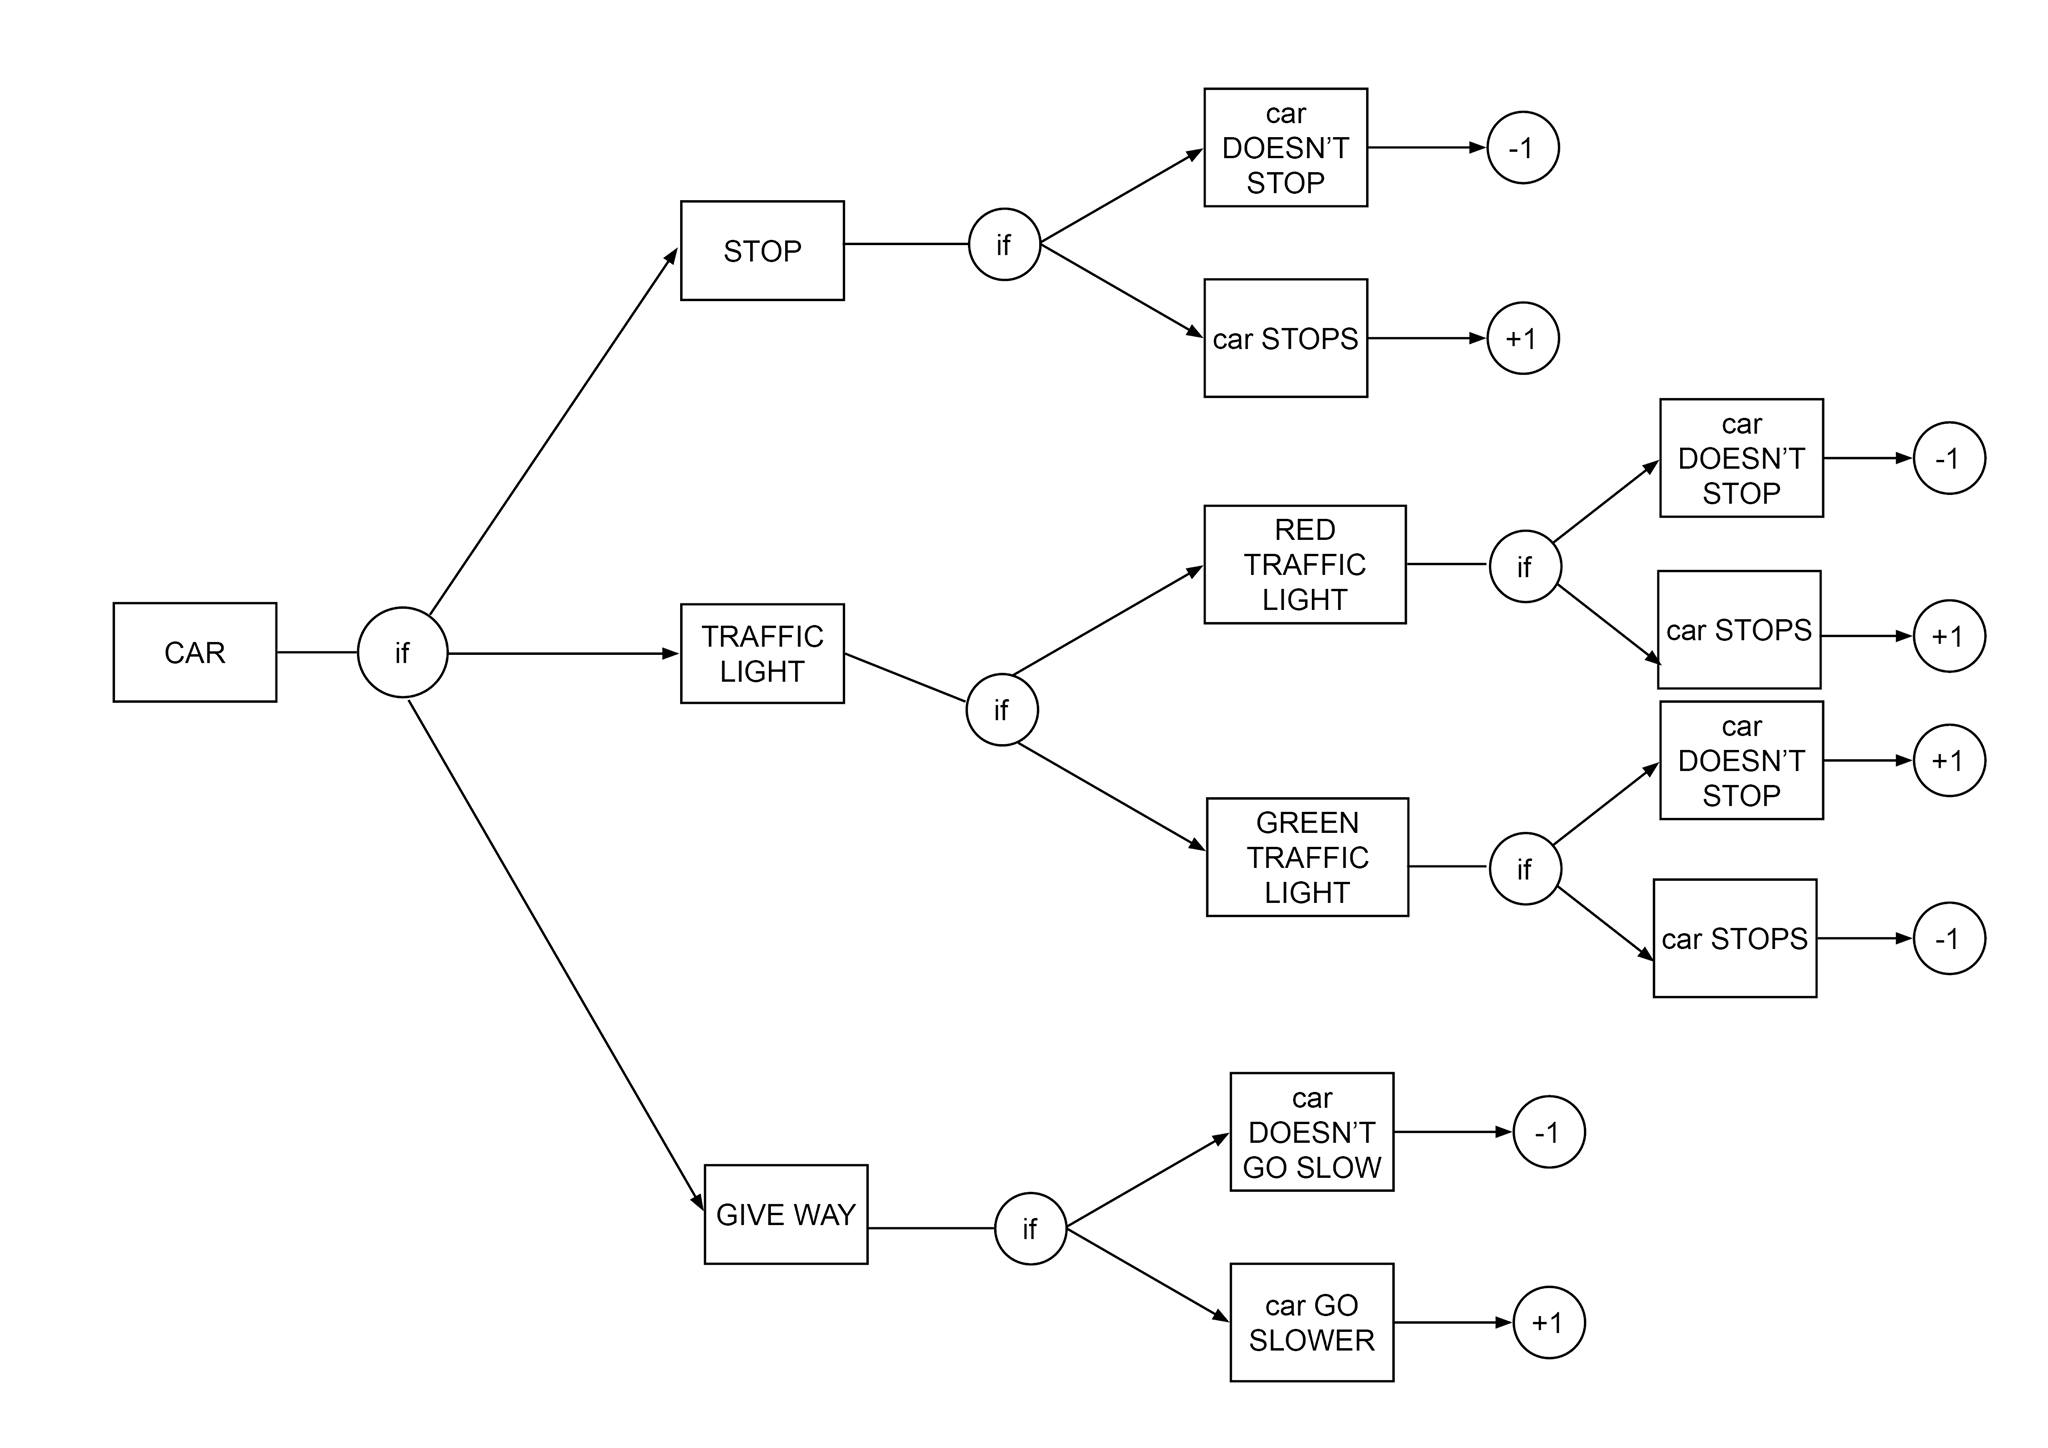 CAR
if
STOP
if
car
DOESN'T
STOP
-1
car STOPS
+1
TRAFFIC
LIGHT
if
RED
TRAFFIC
LIGHT
if
car
DOESN'T
STOP
-1
car STOPS
+1
GREEN
TRAFFIC
LIGHT
if
car
DOESN'T
STOP
+1
car STOPS
-1
GIVE WAY
if
car
DOESN'T
GO SLOW
-1
car GO
SLOWER
+1